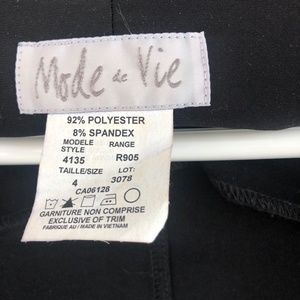 Mode de Vie
92% POLYESTER
8% SPANDEX
MODELE RANGE
STYLE
4135 R905
TAILLE/SIZE LOT:
4 3078
CA06128
GARNITURE NON COMPRISE
EXCLUSIVE OF TRIM
FABRIQUE AU / MADE IN VIETNAM